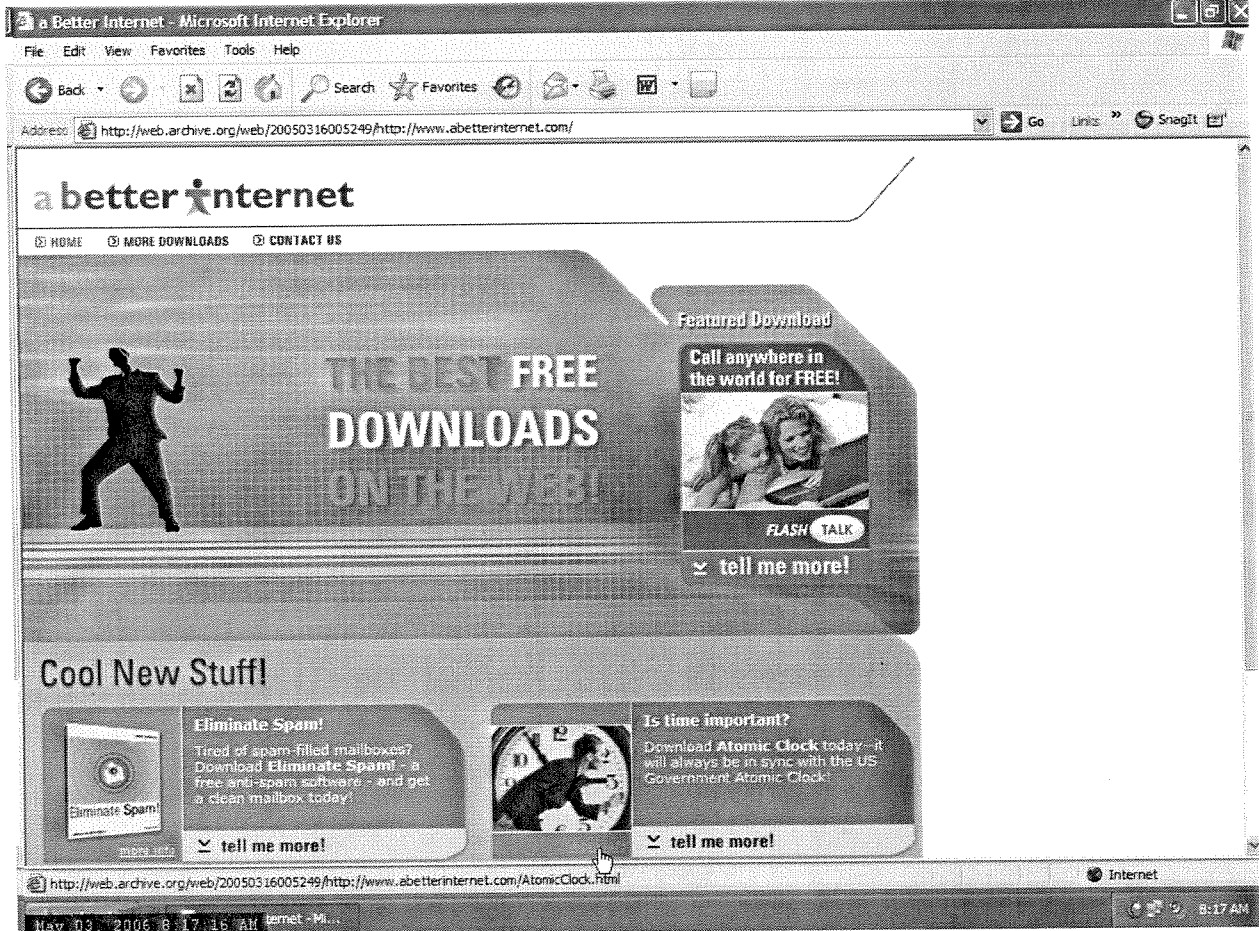 a Better Internet - Microsoft Internet Explorer
File Edit View Favorites Tools Help
Back Search Favorites W
Address http://web.archive.org/web/20050316005249/http://www.abetterinternet.com/ Go Links » SnagIt
a better internet
HOME MORE DOWNLOADS CONTACT US
Featured Download
Call anywhere in
the world for FREE!
THE BEST FREE
DOWNLOADS
ON THE WEB!
FLASH TALK
tell me more!
Cool New Stuff!
Eliminate Spam!
Tired of spam-filled mailboxes?
Download Eliminate Spam! - a
free anti-spam software - and get
a clean mailbox today!
Eliminate Spam!
more info
tell me more!
Is time important?
Download Atomic Clock today--it
will always be in sync with the US
Government Atomic Clock!
12
10
3
tell me more!
http://web.archive.org/web/20050316005249/http://www.abetterinternet.com/AtomicClock.html Internet
May 03 2006 8:17:16 AM ternet - Mi... 8:17 AM